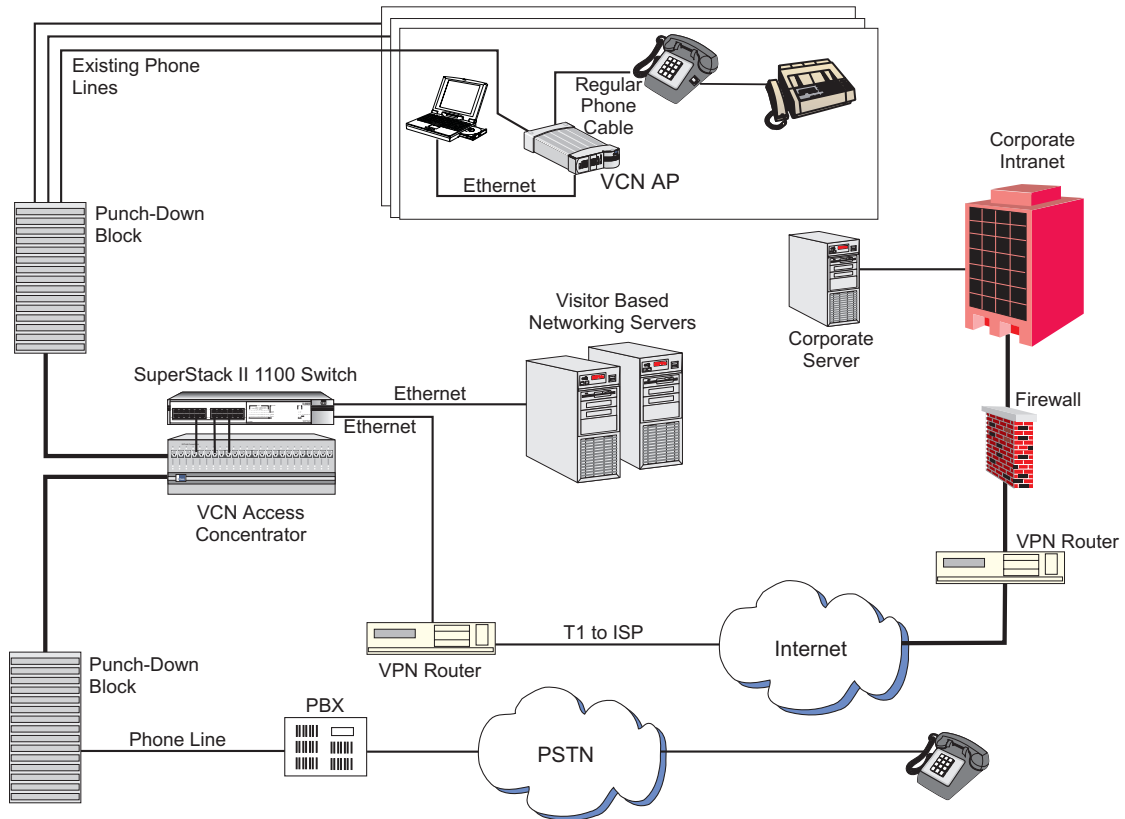 Existing Phone
Lines
Regular
Phone
Cable
Ethernet
VCN AP
Corporate
Intranet
Punch-Down
Block
Visitor Based
Networking Servers
Corporate
Server
SuperStack II 1100 Switch
Ethernet
Ethernet
Firewall
VCN Access
Concentrator
VPN Router
T1 to ISP
Internet
VPN Router
Punch-Down
Block
PBX
Phone Line
PSTN